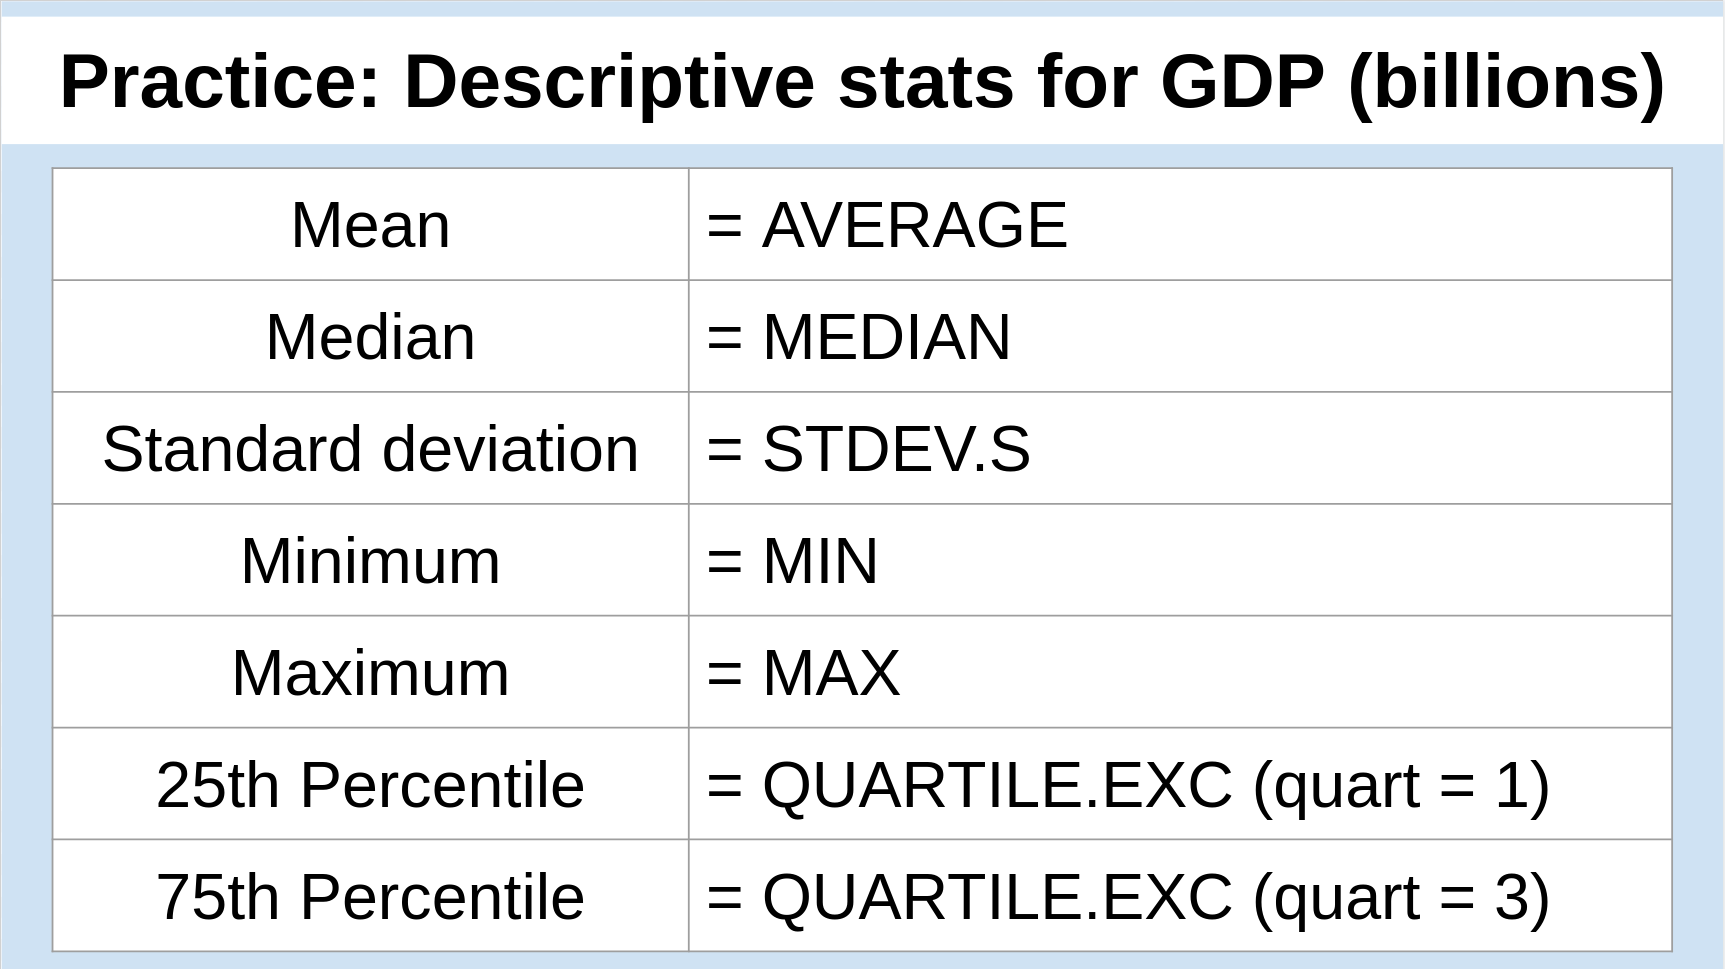 Practice: Descriptive stats for GDP (billions)
Mean = AVERAGE
Median = MEDIAN
Standard deviation = STDEV.S
Minimum = MIN
Maximum = MAX
25th Percentile = QUARTILE.EXC (quart = 1)
75th Percentile = QUARTILE.EXC (quart = 3)